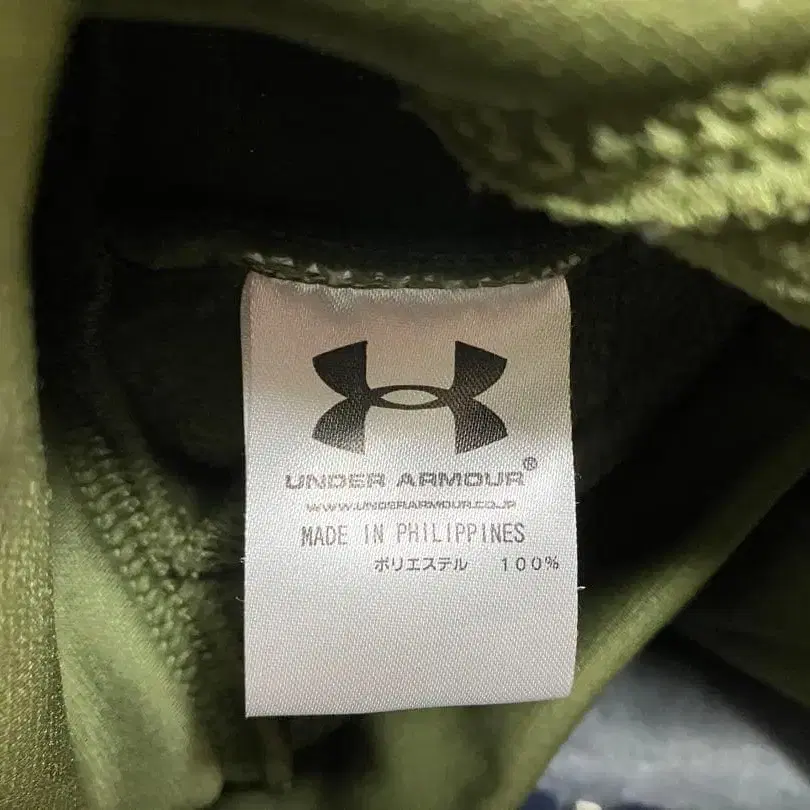 UNDER ARMOUR®
WWW.UNDERARMOUR.CO.JP
MADE IN PHILIPPINES
ポリエステル 100%